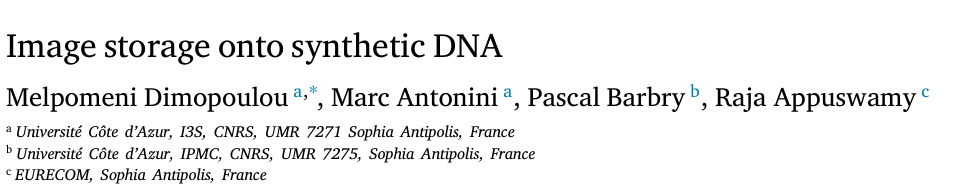 Image storage onto synthetic DNA
Melpomeni Dimopoulou a,*, Marc Antonini a, Pascal Barbry b, Raja Appuswamy c
a Université Côte d'Azur, I3S, CNRS, UMR 7271 Sophia Antipolis, France
b Université Côte d'Azur, IPMC, CNRS, UMR 7275, Sophia Antipolis, France
c EURECOM, Sophia Antipolis, France